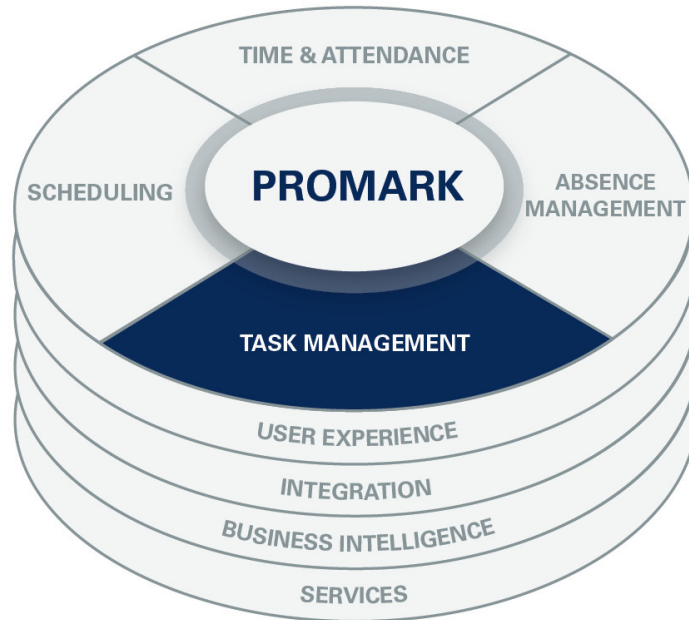 TIME & ATTENDANCE
SCHEDULING
PROMARK
ABSENCE
MANAGEMENT
TASK MANAGEMENT
USER EXPERIENCE
INTEGRATION
BUSINESS INTELLIGENCE
SERVICES